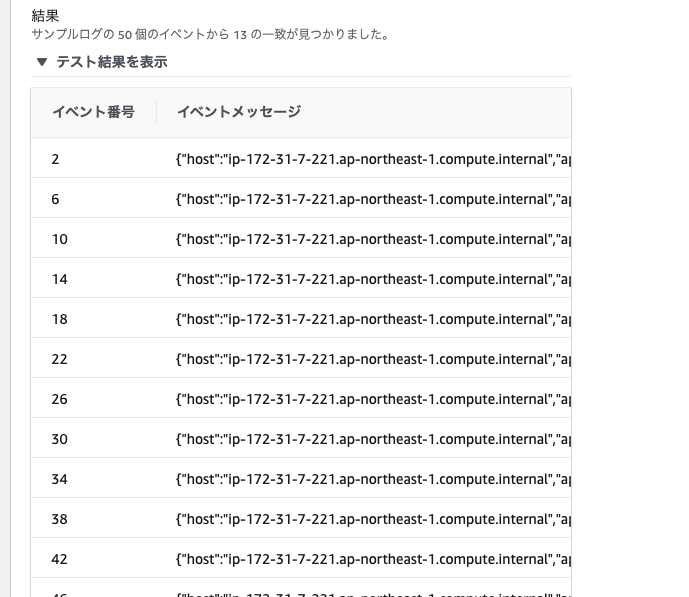 結果
サンプルログの 50 個のイベントから 13 の一致が見つかりました。
▼ テスト結果を表示
イベント番号 イベントメッセージ
2 {"host":"ip-172-31-7-221.ap-northeast-1.compute.internal","ap
6 {"host":"ip-172-31-7-221.ap-northeast-1.compute.internal","ap
10 {"host":"ip-172-31-7-221.ap-northeast-1.compute.internal","ap
14 {"host":"ip-172-31-7-221.ap-northeast-1.compute.internal","ap
18 {"host":"ip-172-31-7-221.ap-northeast-1.compute.internal","ap
22 {"host":"ip-172-31-7-221.ap-northeast-1.compute.internal","ap
26 {"host":"ip-172-31-7-221.ap-northeast-1.compute.internal","ap
30 {"host":"ip-172-31-7-221.ap-northeast-1.compute.internal","ap
34 {"host":"ip-172-31-7-221.ap-northeast-1.compute.internal","ap
38 {"host":"ip-172-31-7-221.ap-northeast-1.compute.internal","ap
42 {"host":"ip-172-31-7-221.ap-northeast-1.compute.internal","ap